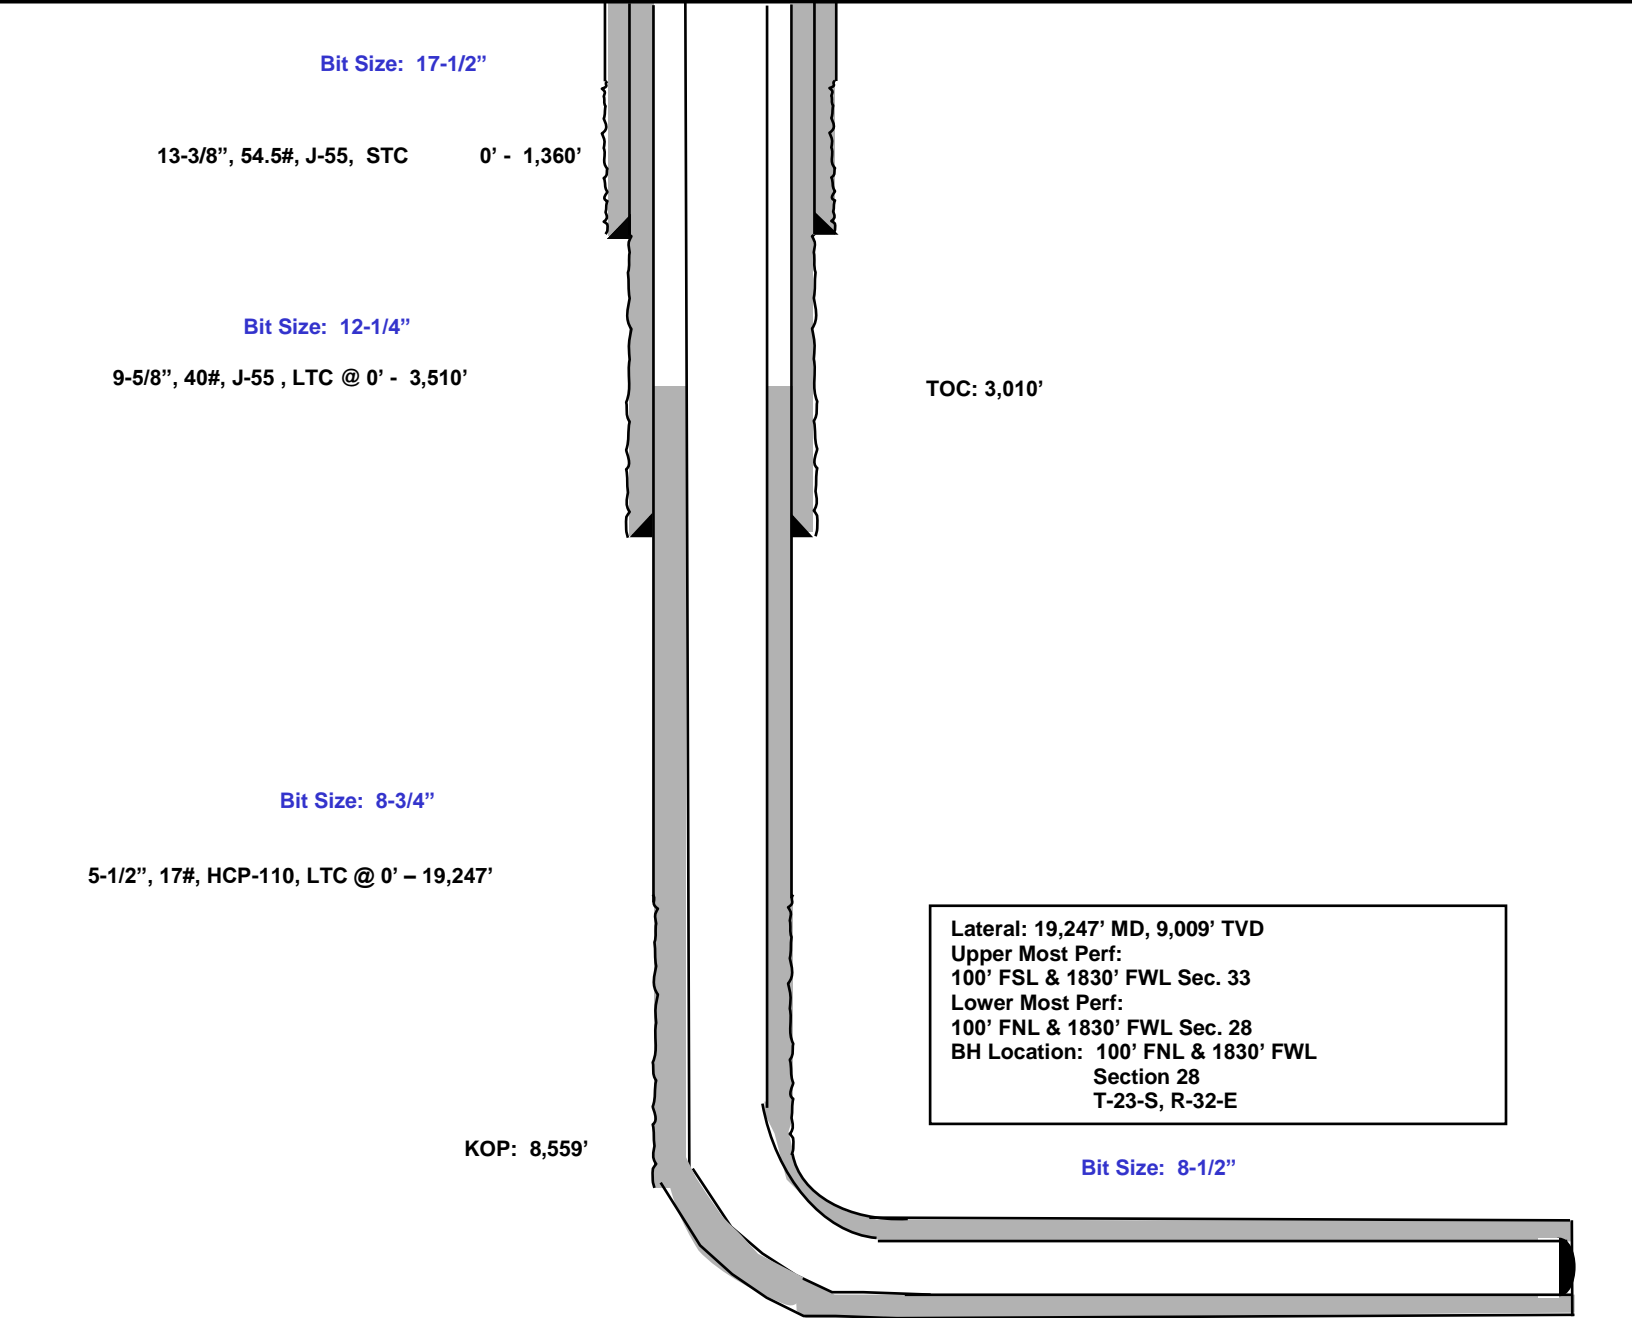 Bit Size: 17-1/2”
13-3/8”, 54.5#, J-55, STC 0’ - 1,360’
Bit Size: 12-1/4”
9-5/8”, 40#, J-55 , LTC @ 0’ - 3,510’
TOC: 3,010’
Bit Size: 8-3/4”
5-1/2”, 17#, HCP-110, LTC @ 0’ – 19,247’
Lateral: 19,247’ MD, 9,009’ TVD
Upper Most Perf:
100’ FSL & 1830’ FWL Sec. 33
Lower Most Perf:
100’ FNL & 1830’ FWL Sec. 28
BH Location: 100’ FNL & 1830’ FWL
Section 28
T-23-S, R-32-E
KOP: 8,559’
Bit Size: 8-1/2”